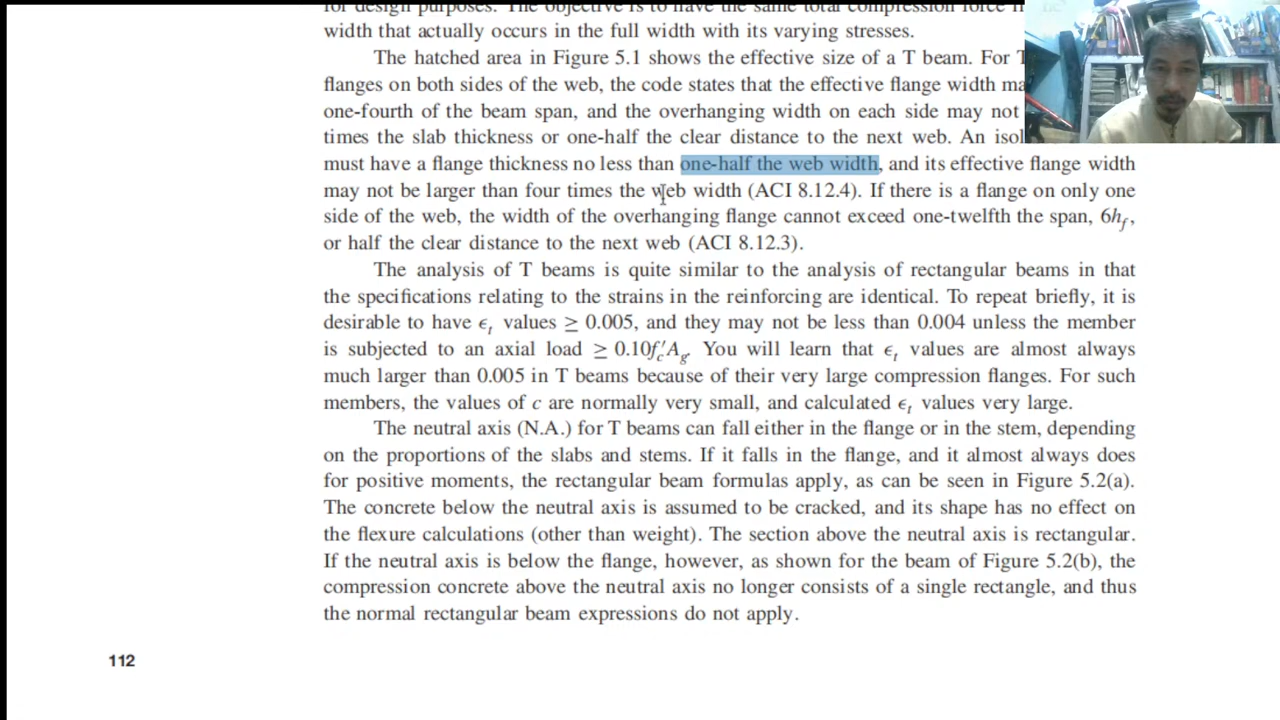 for design purposes. The objective is to have the same total compression force in
width that actually occurs in the full width with its varying stresses.
The hatched area in Figure 5.1 shows the effective size of a T beam. For T
flanges on both sides of the web, the code states that the effective flange width
one-fourth of the beam span, and the overhanging width on each side may not
times the slab thickness or one-half the clear distance to the next web. An
must have a flange thickness no less than one-half the web width, and its effective flange width
may not be larger than four times the web width (ACI 8.12.4). If there is a flange on only one
side of the web, the width of the overhanging flange cannot exceed one-twelfth the span, 6h_f,
or half the clear distance to the next web (ACI 8.12.3).
The analysis of T beams is quite similar to the analysis of rectangular beams in that
the specifications relating to the strains in the reinforcing are identical. To repeat briefly, it is
desirable to have ϵ_t values ≥ 0.005, and they may not be less than 0.004 unless the member
is subjected to an axial load ≥ 0.10f′_cA_g. You will learn that ϵ_t values are almost always
much larger than 0.005 in T beams because of their very large compression flanges. For such
members, the values of c are normally very small, and calculated ϵ_t values very large.
The neutral axis (N.A.) for T beams can fall either in the flange or in the stem, depending
on the proportions of the slabs and stems. If it falls in the flange, and it almost always does
for positive moments, the rectangular beam formulas apply, as can be seen in Figure 5.2(a).
The concrete below the neutral axis is assumed to be cracked, and its shape has no effect on
the flexure calculations (other than weight). The section above the neutral axis is rectangular.
If the neutral axis is below the flange, however, as shown for the beam of Figure 5.2(b), the
compression concrete above the neutral axis no longer consists of a single rectangle, and thus
the normal rectangular beam expressions do not apply.
112